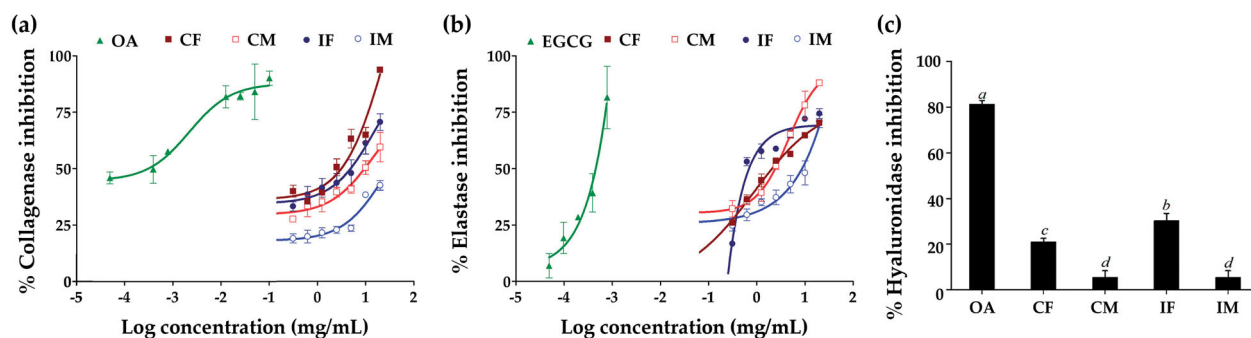 (a)
OA CF CM IF IM
% Collagenase inhibition
100
75
50
25
0
-5 -4 -3 -2 -1 0 1 2
Log concentration (mg/mL)
(b)
EGCG CF CM IF IM
% Elastase inhibition
100
75
50
25
0
-5 -4 -3 -2 -1 0 1 2
Log concentration (mg/mL)
(c)
% Hyaluronidase inhibition
100
80
60
40
20
0
a
c
d
b
d
OA CF CM IF IM